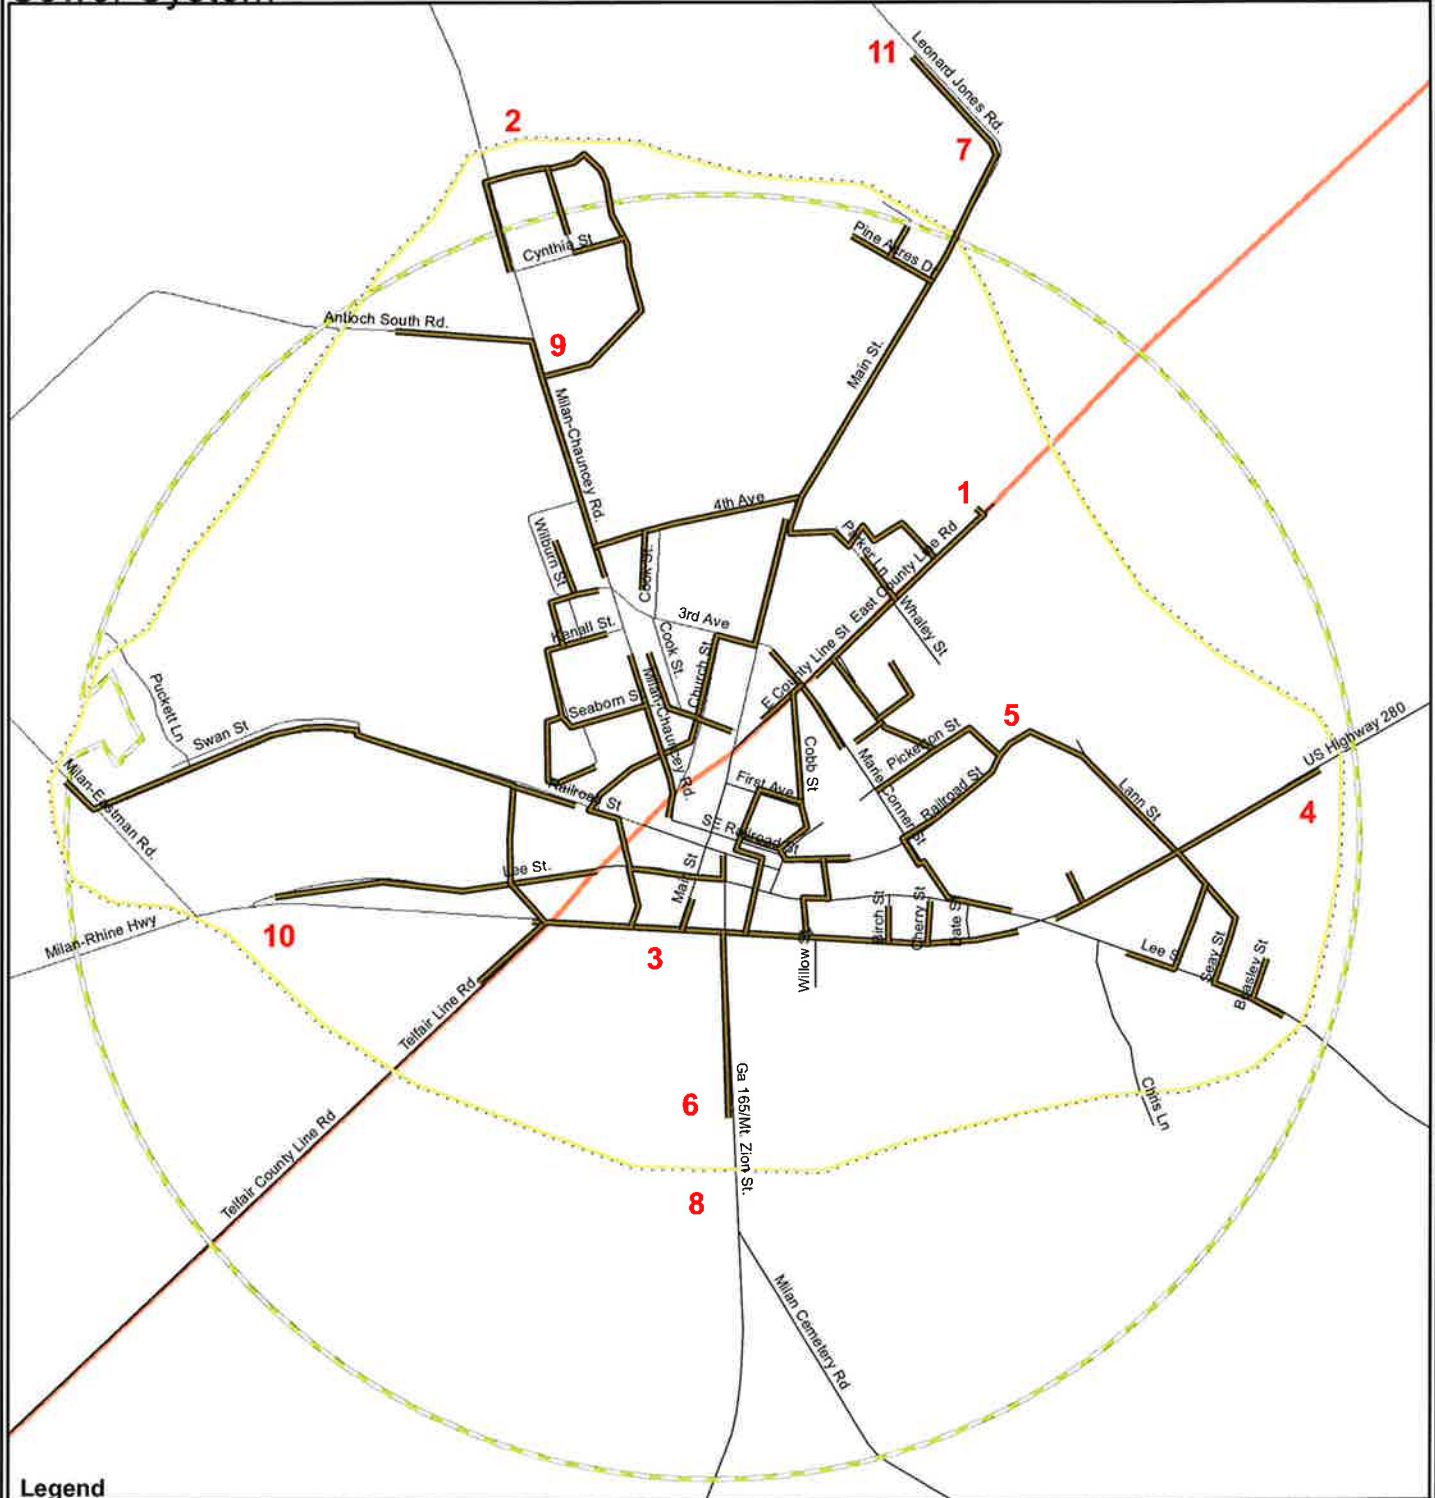 Sewer System
11
Leonard Jones Rd.
2
7
Cynthia St
Pine Acres Dr
Antioch South Rd.
9
Main St.
Milan-Chauncey Rd.
4th Ave
1
Wilburn St
Cook St.
Parker Ln
East County Line Rd
3rd Ave
Whaley St
Kenall St.
Cook St.
Church St
E County Line St
Puckett Ln
Seaborn S
Milan-Chauncey Rd.
5
Swan St
Pickerson St
US Highway 280
Cobb St
Marie Conner St
Milan-Eastman Rd.
Railroad St
First Ave
Railroad St
Lann St
4
SE Railroad St
Lee St.
Main St
Birch St
Cherry St
Date St
10
Milan-Rhine Hwy
3
Willow St
Lee S
Seay St
Beasley St
Telfair Line Rd
6
Ga 165/Mt. Zion St.
Chris Ln
Telfair County Line Rd
8
Milan Cemetery Rd
Legend